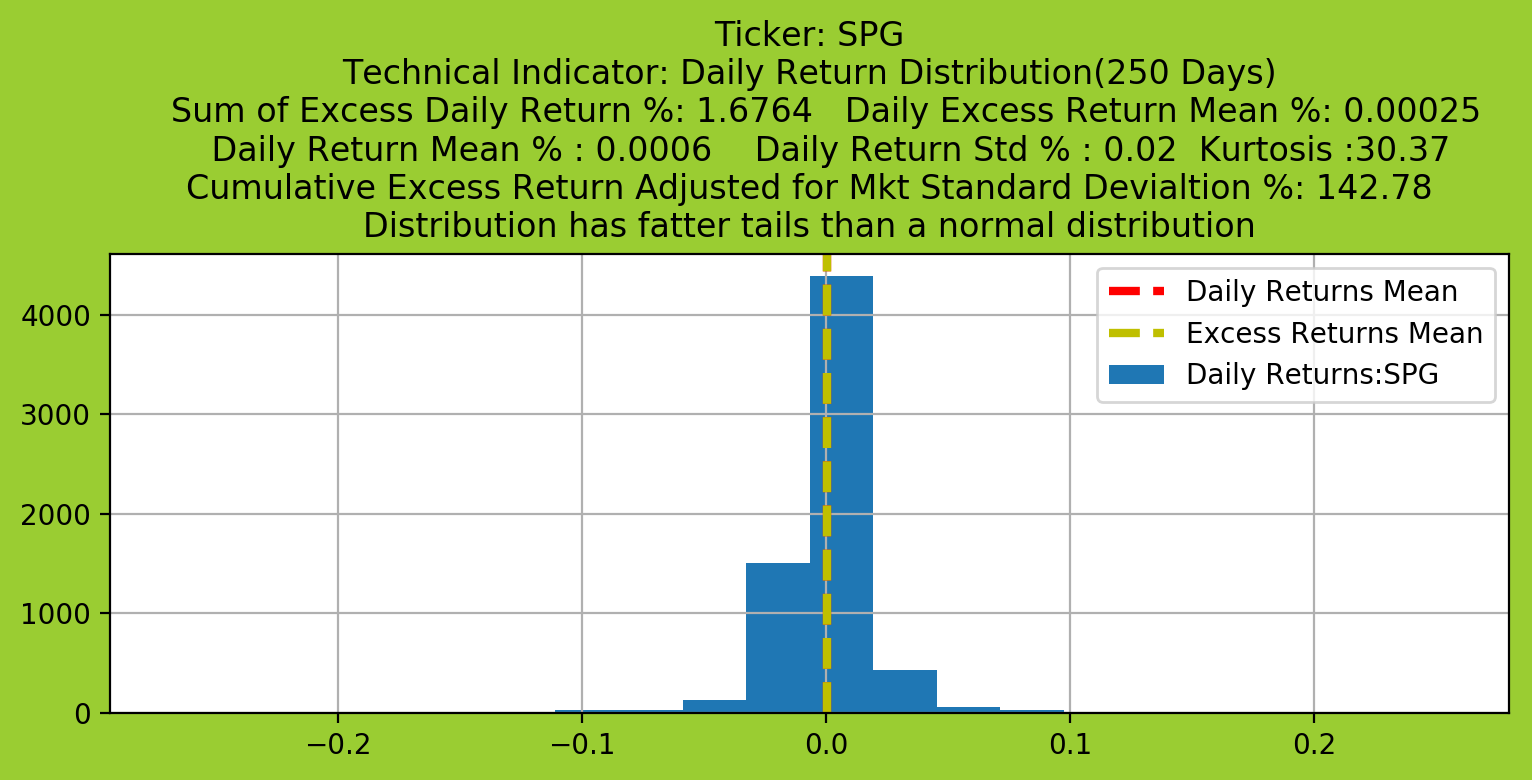 Ticker: SPG
Technical Indicator: Daily Return Distribution(250 Days)
Sum of Excess Daily Return %: 1.6764   Daily Excess Return Mean %: 0.00025
Daily Return Mean % : 0.0006    Daily Return Std % : 0.02  Kurtosis :30.37
Cumulative Excess Return Adjusted for Mkt Standard Devialtion %: 142.78
Distribution has fatter tails than a normal distribution
Daily Returns Mean
Excess Returns Mean
Daily Returns:SPG
4000
3000
2000
1000
0
−0.2 −0.1 0.0 0.1 0.2